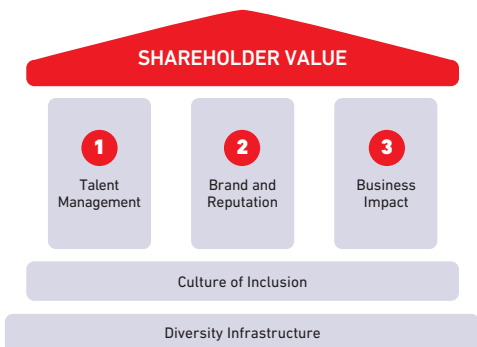 SHAREHOLDER VALUE
1
2
3
Talent
Management
Brand and
Reputation
Business
Impact
Culture of Inclusion
Diversity Infrastructure